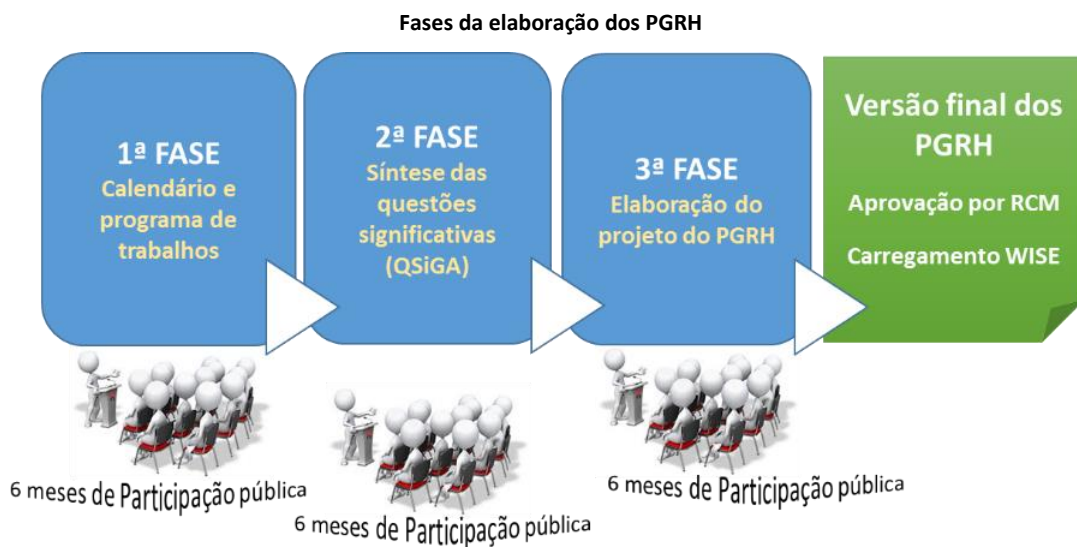 Fases da elaboração dos PGRH
1ª FASE
Calendário e
programa de
trabalhos
2ª FASE
Síntese das
questões
significativas
(QSiGA)
3ª FASE
Elaboração do
projeto do PGRH
Versão final dos
PGRH
Aprovação por RCM
Carregamento WISE
6 meses de Participação pública
6 meses de Participação pública
6 meses de Participação pública